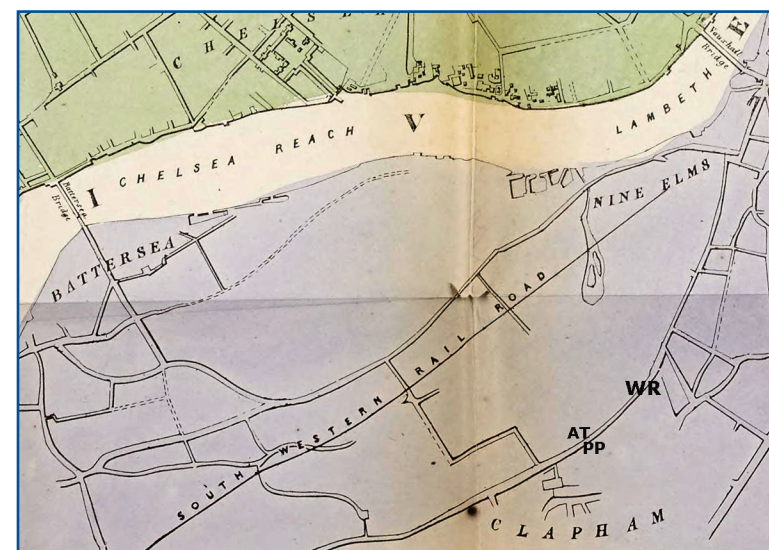 CHELSEA
E
Vauxhall
Bridge
CHELSEA REACH
V
LAMBETH
I
Battersea
Bridge
BATTERSEA
NINE ELMS
SOUTH WESTERN RAIL ROAD
WR
AT
PP
CLAPHAM